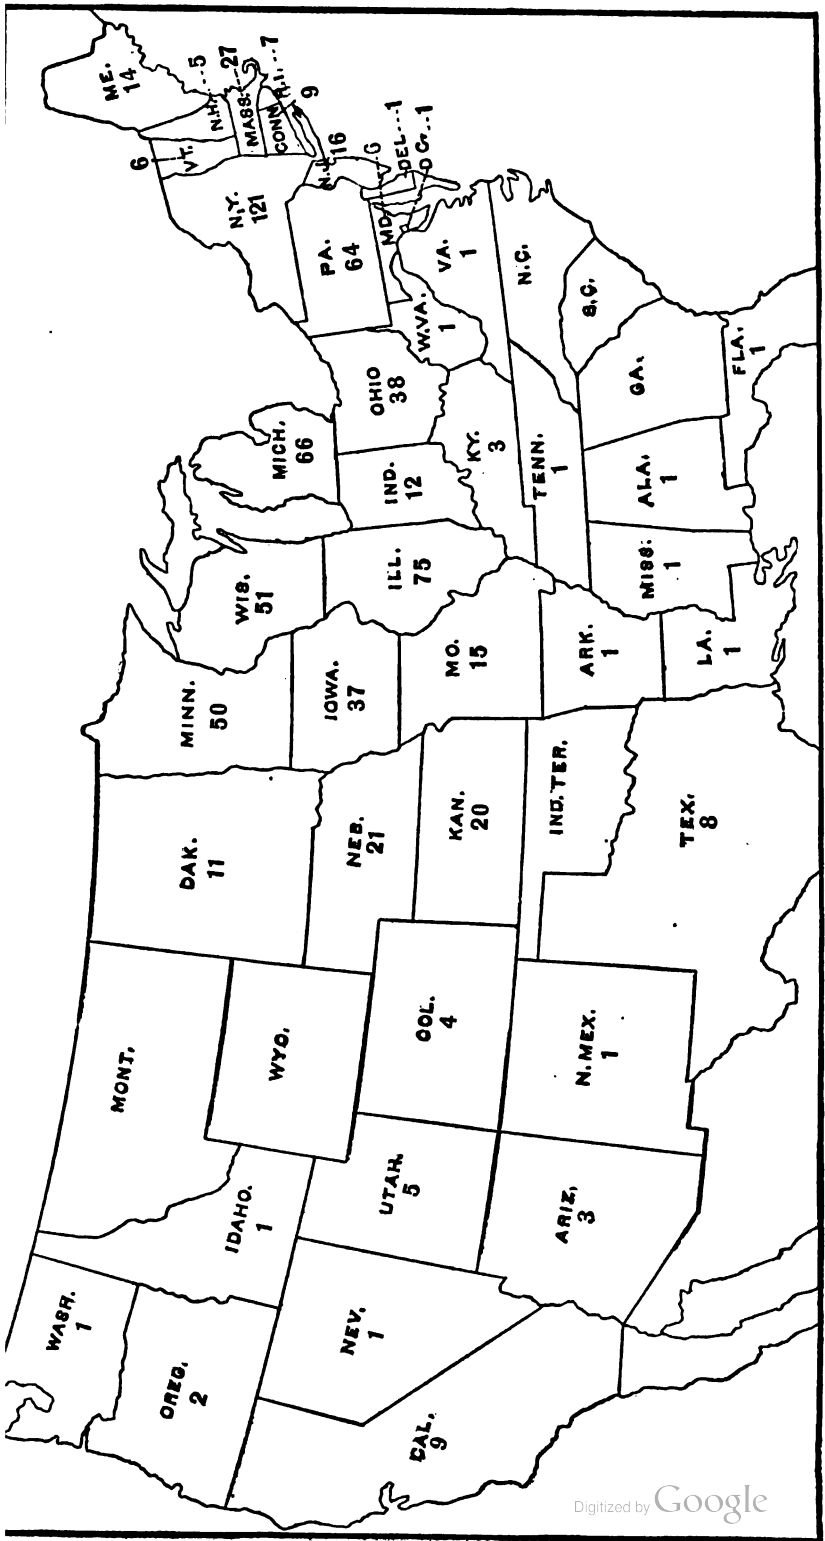 ME.
14
N.H.
5
VT.
6
MASS.
27
R.I.
7
CONN.
9
N.Y.
121
N.J.
16
PA.
64
DEL.
1
MD.
6
D.C.
1
VA.
1
W.VA.
1
N.C.
S.C.
GA.
FLA.
1
OHIO
38
MICH.
66
IND.
12
KY.
3
TENN.
1
ALA.
1
MISS.
1
WIS.
51
ILL.
75
MINN.
50
IOWA.
37
MO.
15
ARK.
1
LA.
1
DAK.
11
NEB.
21
KAN.
20
IND.TER.
TEX.
8
MONT.
WYO.
COL.
4
N.MEX.
1
IDAHO.
1
UTAH.
5
ARIZ.
3
WASH.
1
OREG.
2
NEV.
1
CAL.
9
Digitized by Google